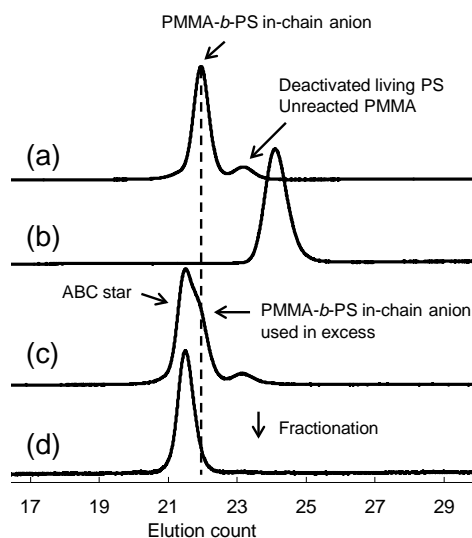 PMMA-b-PS in-chain anion
Deactivated living PS
Unreacted PMMA
(a)
(b)
ABC star
PMMA-b-PS in-chain anion
used in excess
(c)
Fractionation
(d)
17 19 21 23 25 27 29
Elution count